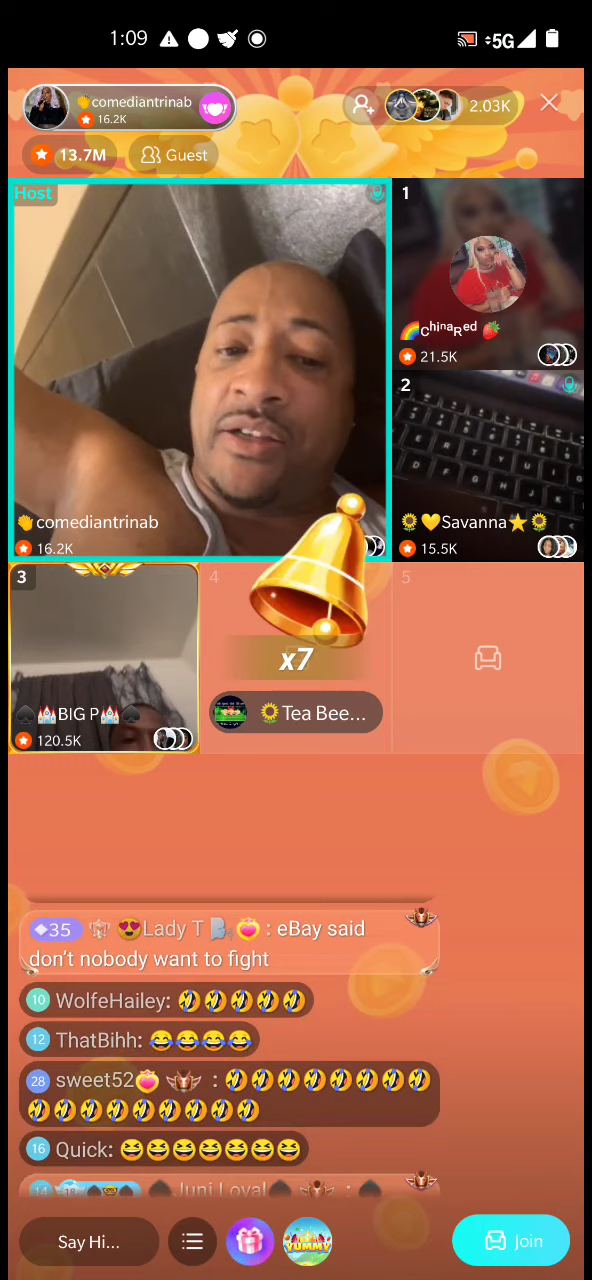 1:09
5G
👋comediantrinab
16.2K
2.03K
13.7M
Guest
Host
1
🌈cʰⁱⁿᵃRᵉᵈ 🍓
21.5K
2
🌻💛Savanna⭐🌻
15.5K
👋comediantrinab
16.2K
3
♠️🏰BIG P🏰♠️
120.5K
4
x7
🌻Tea Bee...
5
35 😍Lady T : eBay said
don't nobody want to fight
10 WolfeHailey: 🤣🤣🤣🤣🤣
12 ThatBihh: 😂😂😂😂
28 sweet52 : 🤣🤣🤣🤣🤣🤣🤣🤣
🤣🤣🤣🤣🤣🤣🤣🤣🤣
16 Quick: 😆😆😆😆😆😆😆
Juni Loyal♠️ : ♠️
Say Hi...
YUMMY
Join